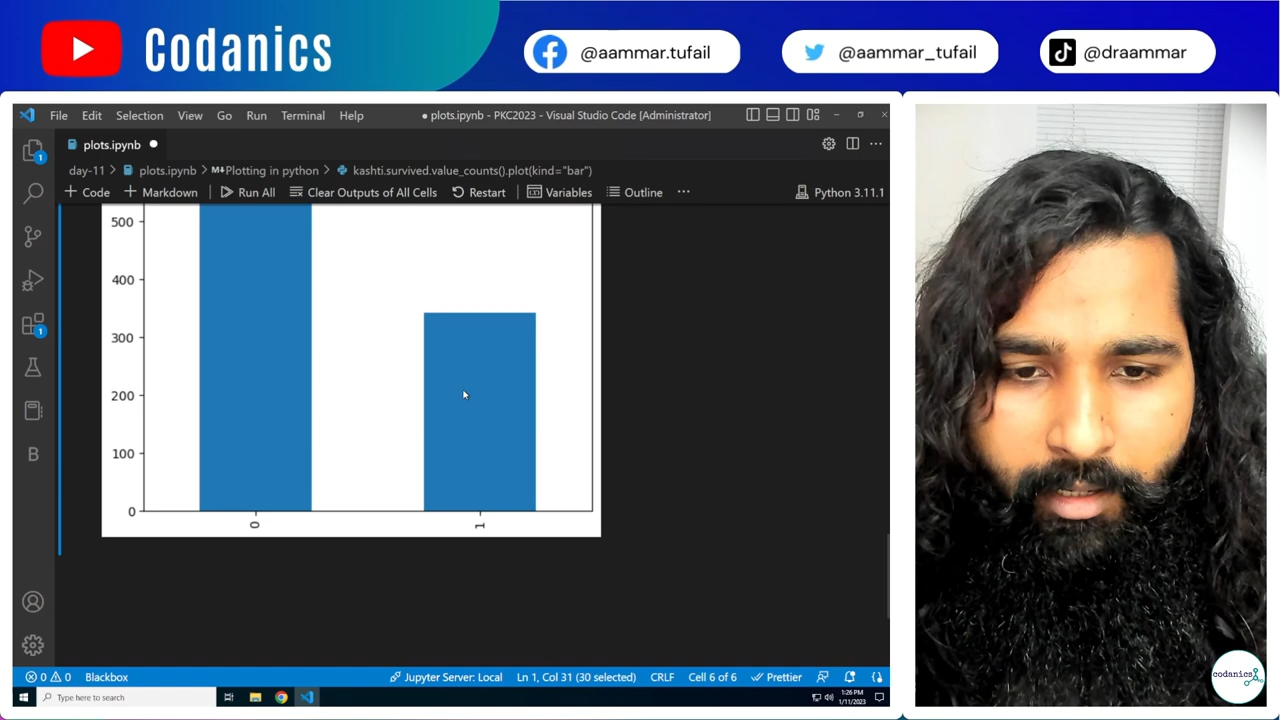 Codanics
@aammar.tufail
@aammar_tufail
@draammar
File Edit Selection View Go Run Terminal Help
● plots.ipynb - PKC2023 - Visual Studio Code [Administrator]
plots.ipynb
day-11 > plots.ipynb > M↓Plotting in python > kashti.survived.value_counts().plot(kind="bar")
+ Code + Markdown Run All Clear Outputs of All Cells Restart Variables Outline ··· Python 3.11.1
500
400
300
200
100
0
0 1
1
1
B
0 0 Blackbox Jupyter Server: Local Ln 1, Col 31 (30 selected) CRLF Cell 6 of 6 Prettier
Type here to search
1:26 PM
1/11/2023
codanics